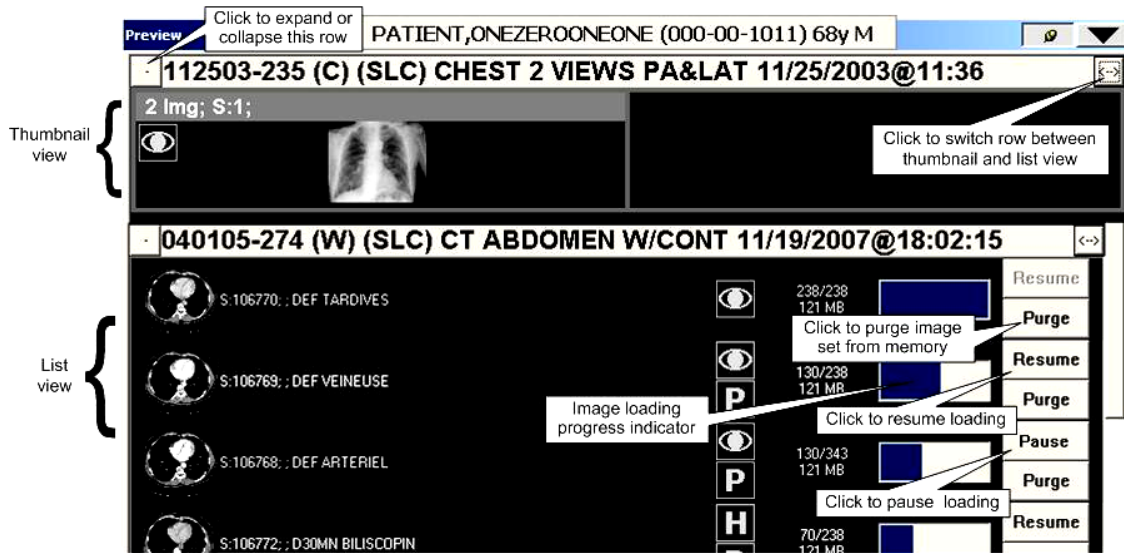 Click to expand or
collapse this row
Preview
PATIENT,ONEZEROONEONE (000-00-1011) 68y M
112503-235 (C) (SLC) CHEST 2 VIEWS PA&LAT 11/25/2003@11:36
<-->
2 Img; S:1;
Thumbnail
view
Click to switch row between
thumbnail and list view
040105-274 (W) (SLC) CT ABDOMEN W/CONT 11/19/2007@18:02:15
<-->
S:106770; ; DEF TARDIVES
238/238
121 MB
Resume
Purge
Click to purge image
set from memory
List
view
S:106769; ; DEF VEINEUSE
P
130/238
121 MB
Resume
Purge
Image loading
progress indicator
Click to resume loading
S:106768; ; DEF ARTERIEL
P
130/343
121 MB
Pause
Purge
Click to pause loading
S:106772; ; D30MN BILISCOPIN
H
70/238
121 MB
Resume